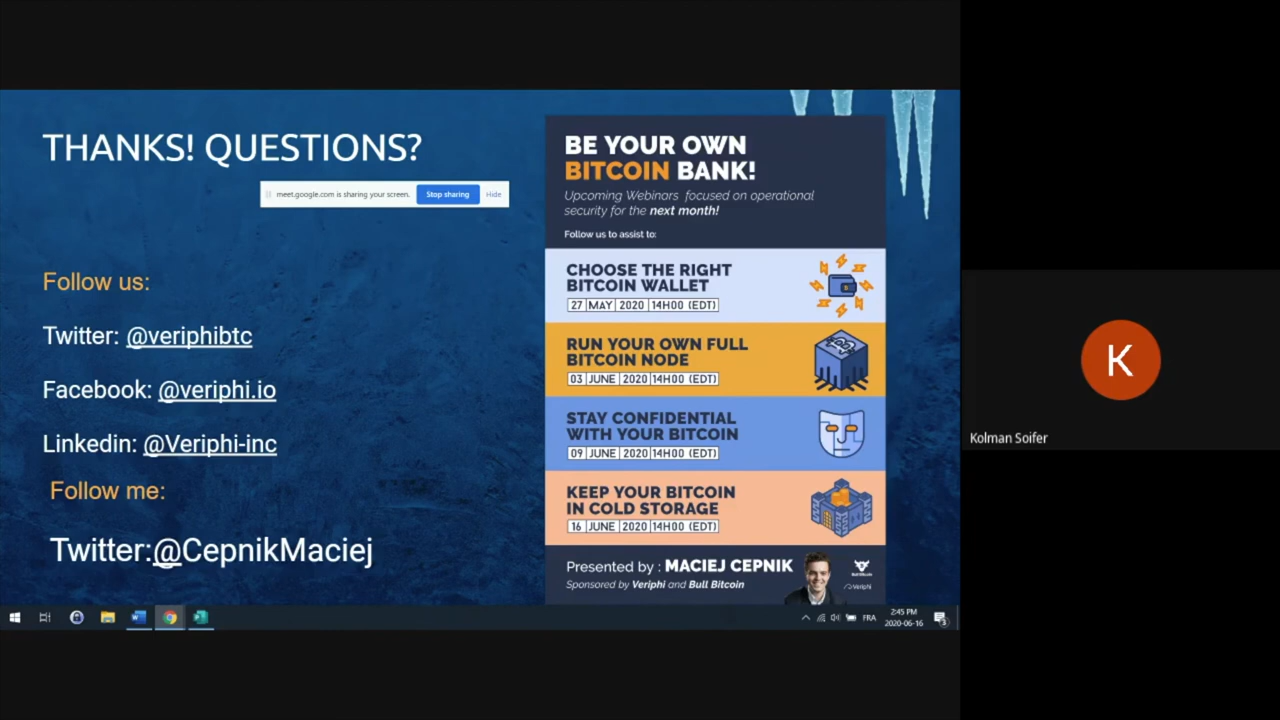 THANKS! QUESTIONS?
meet.google.com is sharing your screen.
Stop sharing
Hide
Follow us:
Twitter: @veriphibtc
Facebook: @veriphi.io
Linkedin: @Veriphi-inc
Follow me:
Twitter:@CepnikMaciej
BE YOUR OWN
BITCOIN BANK!
Upcoming Webinars focused on operational
security for the next month!
Follow us to assist to:
CHOOSE THE RIGHT
BITCOIN WALLET
27 MAY 2020 14H00 (EDT)
RUN YOUR OWN FULL
BITCOIN NODE
03 JUNE 2020 14H00 (EDT)
STAY CONFIDENTIAL
WITH YOUR BITCOIN
09 JUNE 2020 14H00 (EDT)
KEEP YOUR BITCOIN
IN COLD STORAGE
16 JUNE 2020 14H00 (EDT)
Presented by : MACIEJ CEPNIK
Sponsored by Veriphi and Bull Bitcoin
Bull Bitcoin
Veriphi
FRA
2:45 PM
2020-06-16
3
K
Kolman Soifer